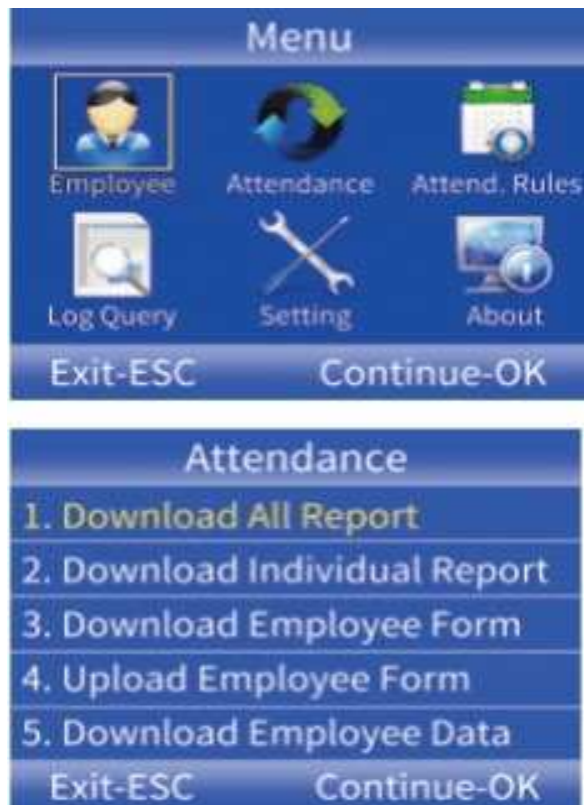 Menu
Employee Attendance Attend. Rules
Log Query Setting About
Exit-ESC Continue-OK
Attendance
1. Download All Report
2. Download Individual Report
3. Download Employee Form
4. Upload Employee Form
5. Download Employee Data
Exit-ESC Continue-OK